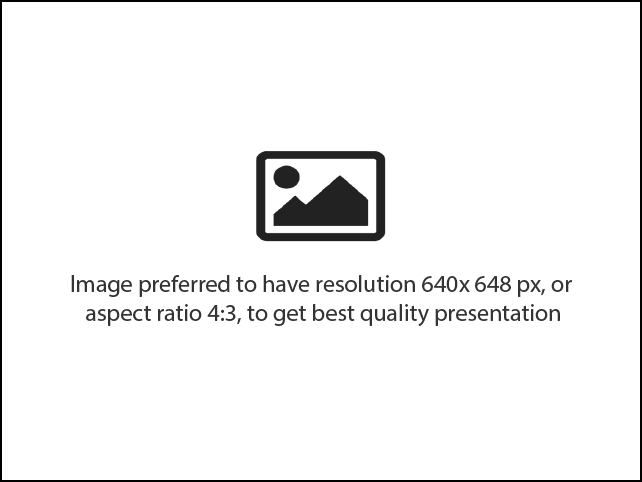 Image preferred to have resolution 640x 648 px, or
aspect ratio 4:3, to get best quality presentation